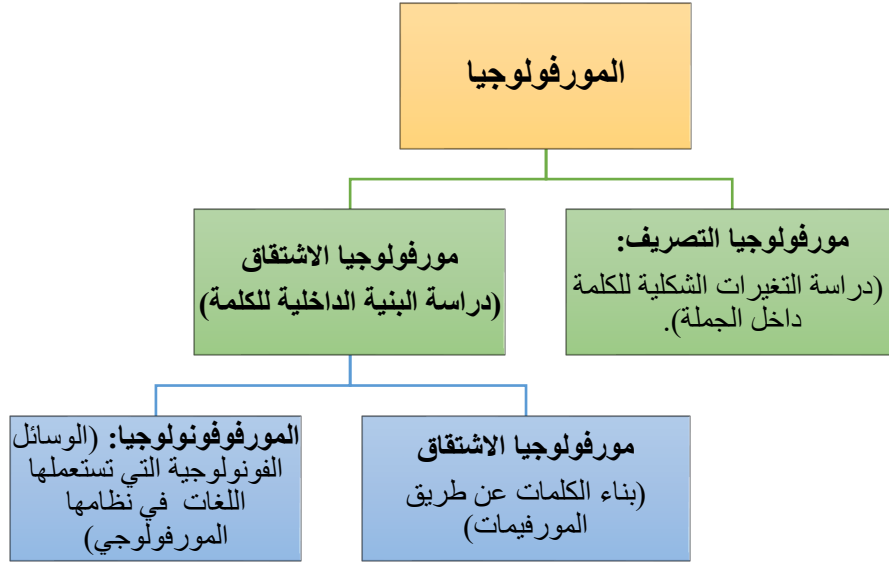 المورفولوجيا
مورفولوجيا التصريف:
(دراسة التغيرات الشكلية للكلمة
داخل الجملة).
مورفولوجيا الاشتقاق
(دراسة البنية الداخلية للكلمة)
مورفولوجيا الاشتقاق
(بناء الكلمات عن طريق
المورفيمات)
المورفوفونولوجيا: (الوسائل
الفونولوجية التي تستعملها
اللغات في نظامها
المورفولوجي)